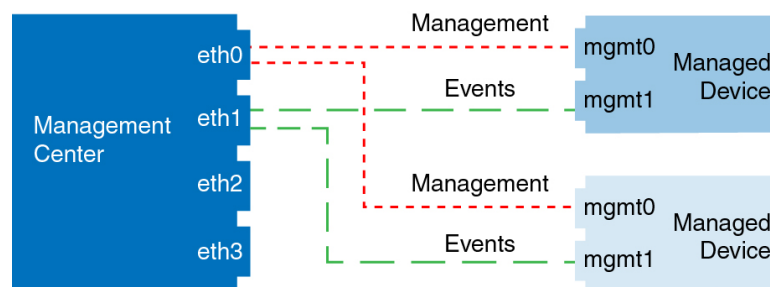 Management
eth0
mgmt0
Managed
Device
Events
eth1
mgmt1
Management
Center
eth2
Management
mgmt0
Managed
Device
eth3
Events
mgmt1